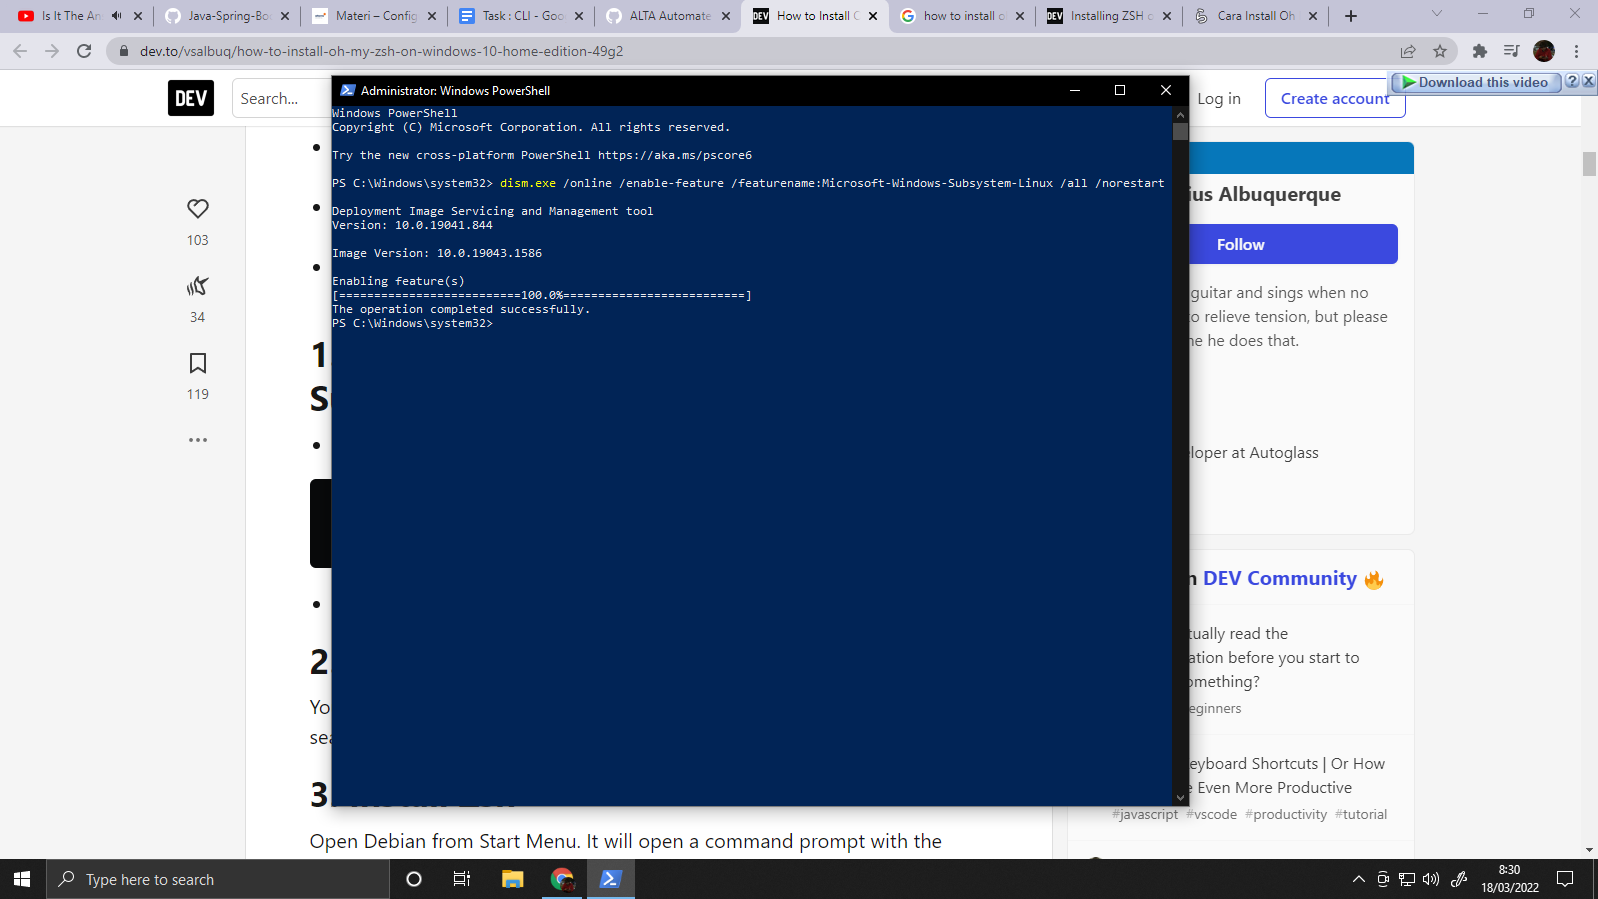 Is It The An
Java-Spring-Bo
Materi – Config
Task : CLI - Goo
ALTA Automate
How to Install O
how to install o
Installing ZSH o
Cara Install Oh
dev.to/vsalbuq/how-to-install-oh-my-zsh-on-windows-10-home-edition-49g2
Download this video
DEV
Search...
Log in
Create account
Administrator: Windows PowerShell
Windows PowerShell
Copyright (C) Microsoft Corporation. All rights reserved.
Try the new cross-platform PowerShell https://aka.ms/pscore6
PS C:\Windows\system32> dism.exe /online /enable-feature /featurename:Microsoft-Windows-Subsystem-Linux /all /norestart
Deployment Image Servicing and Management tool
Version: 10.0.19041.844
Image Version: 10.0.19043.1586
Enabling feature(s)
[==========================100.0%==========================]
The operation completed successfully.
PS C:\Windows\system32>
103
34
119
1
S
2
Yo
sea
3
Open Debian from Start Menu. It will open a command prompt with the
ius Albuquerque
Follow
guitar and sings when no
o relieve tension, but please
ne he does that.
eloper at Autoglass
n DEV Community 🔥
tually read the
ation before you start to
omething?
eginners
eyboard Shortcuts | Or How
e Even More Productive
#javascript #vscode #productivity #tutorial
Type here to search
8:30
18/03/2022